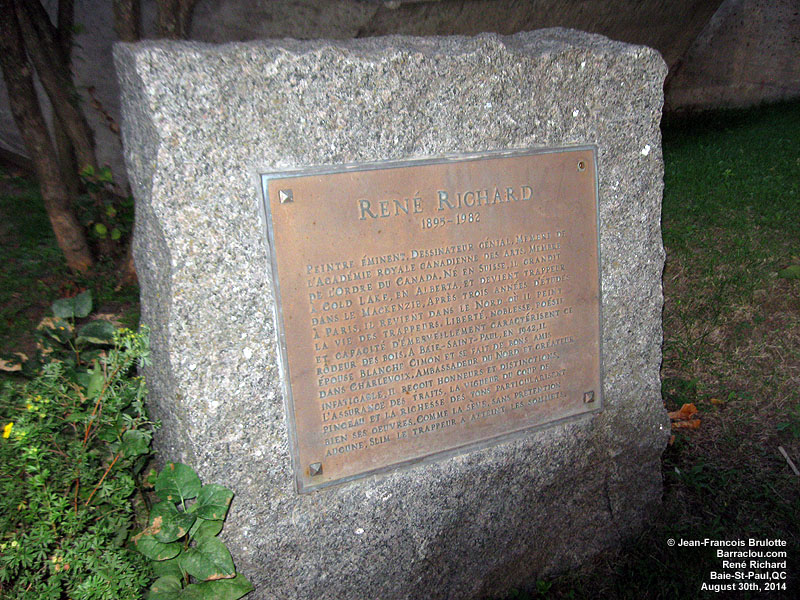 RENÉ RICHARD
1895-1982
PEINTRE ÉMINENT, DESSINATEUR GÉNIAL, MEMBRE DE
L'ACADÉMIE ROYALE CANADIENNE DES ARTS, MEMBRE
DE L'ORDRE DU CANADA. NÉ EN SUISSE, IL GRANDIT
À COLD LAKE, EN ALBERTA, ET DEVIENT TRAPPEUR
DANS LE MACKENZIE. APRÈS TROIS ANNÉES D'ÉTUDE
À PARIS, IL REVIENT DANS LE NORD OÙ IL PEINT
LA VIE DES TRAPPEURS. LIBERTÉ, NOBLESSE, DÉSIR
ET CAPACITÉ D'ÉMERVEILLEMENT CARACTÉRISENT CE
RÔDEUR DES BOIS. À BAIE-SAINT-PAUL, EN 1942, IL
ÉPOUSE BLANCHE CIMON ET SE FAIT DE BONS AMIS
DANS CHARLEVOIX. AMBASSADEUR DU NORD ET CRÉATEUR
INFATIGABLE, IL REÇOIT HONNEURS ET DISTINCTIONS.
L'ASSURANCE DES TRAITS, LA VIGUEUR DU COUP DE
PINCEAU ET LA RICHESSE DES TONS PARTICULARISENT
BIEN SES OEUVRES. COMME LA SÈVE, SANS PRÉTENTION
AUCUNE, SLIM LE TRAPPEUR A ATTEINT LES SOMMETS.
© Jean-Francois Brulotte
Barraclou.com
René Richard
Baie-St-Paul,QC
August 30th, 2014